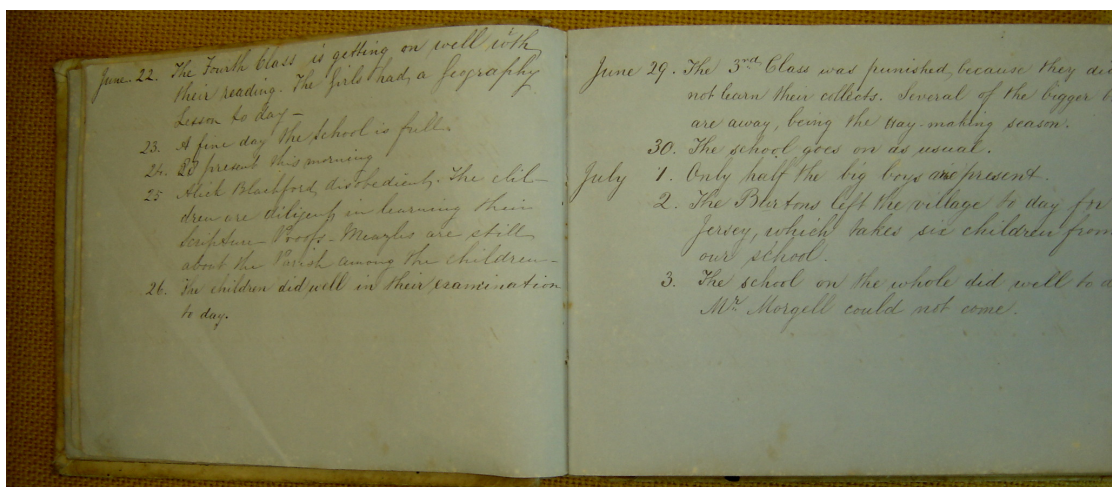 June. 22. The Fourth Class is getting on well with
their reading. The girls had a Geography
Lesson to day –
23. A fine day the School is full.
24. present this morning
25 Alick Blackford, disobedient. The chil-
dren are diligent in learning their
Scripture – Proofs – Meazles are still
about the Parish among the children –
26. The children did well in their examination
to day.
June 29. The 3rd Class was punished, because they did
not learn their collects. Several of the bigger
are away, being the Hay-making season.
30. The school goes on as usual.
July 1. Only half the big boys are present.
2. The Burtons left the village to day for
Jersey, which takes six children from
our school.
3. The school on the whole did well to
Mr. Morgell could not come.